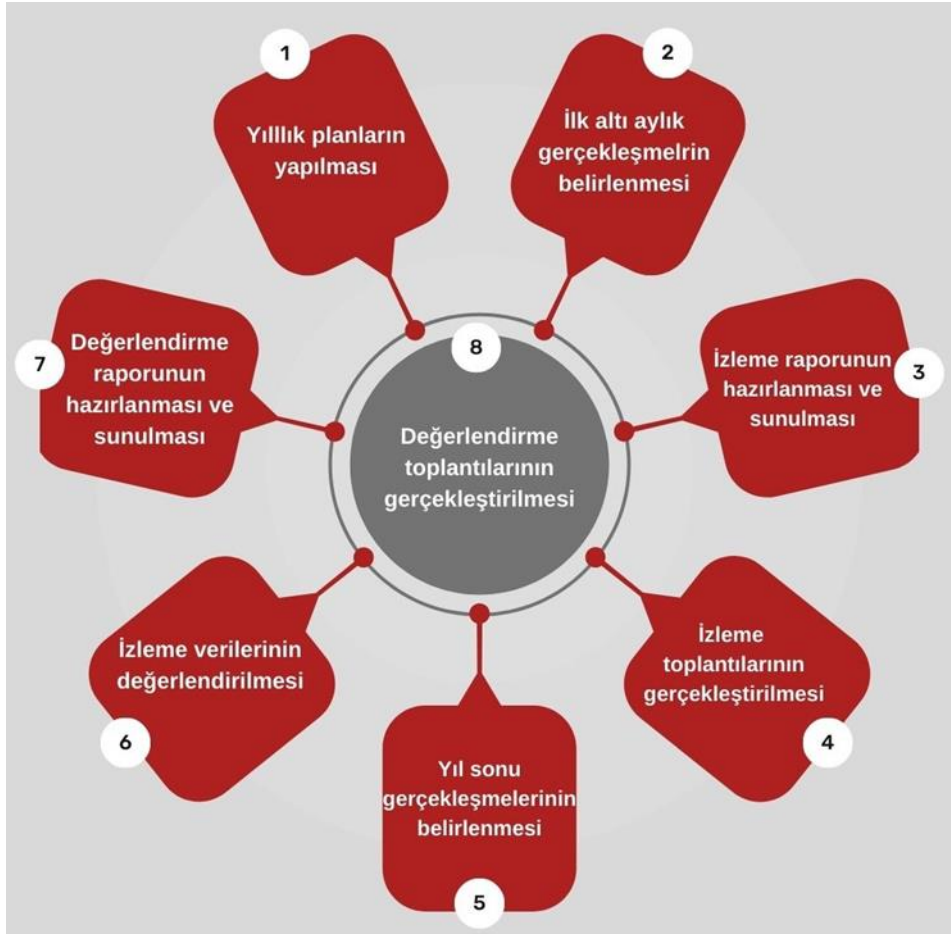 1
Yılllık planların
yapılması
2
İlk altı aylık
gerçekleşmelrin
belirlenmesi
3
İzleme raporunun
hazırlanması ve
sunulması
4
İzleme
toplantılarının
gerçekleştirilmesi
5
Yıl sonu
gerçekleşmelerinin
belirlenmesi
6
İzleme verilerinin
değerlendirilmesi
7
Değerlendirme
raporunun
hazırlanması ve
sunulması
8
Değerlendirme
toplantılarının
gerçekleştirilmesi